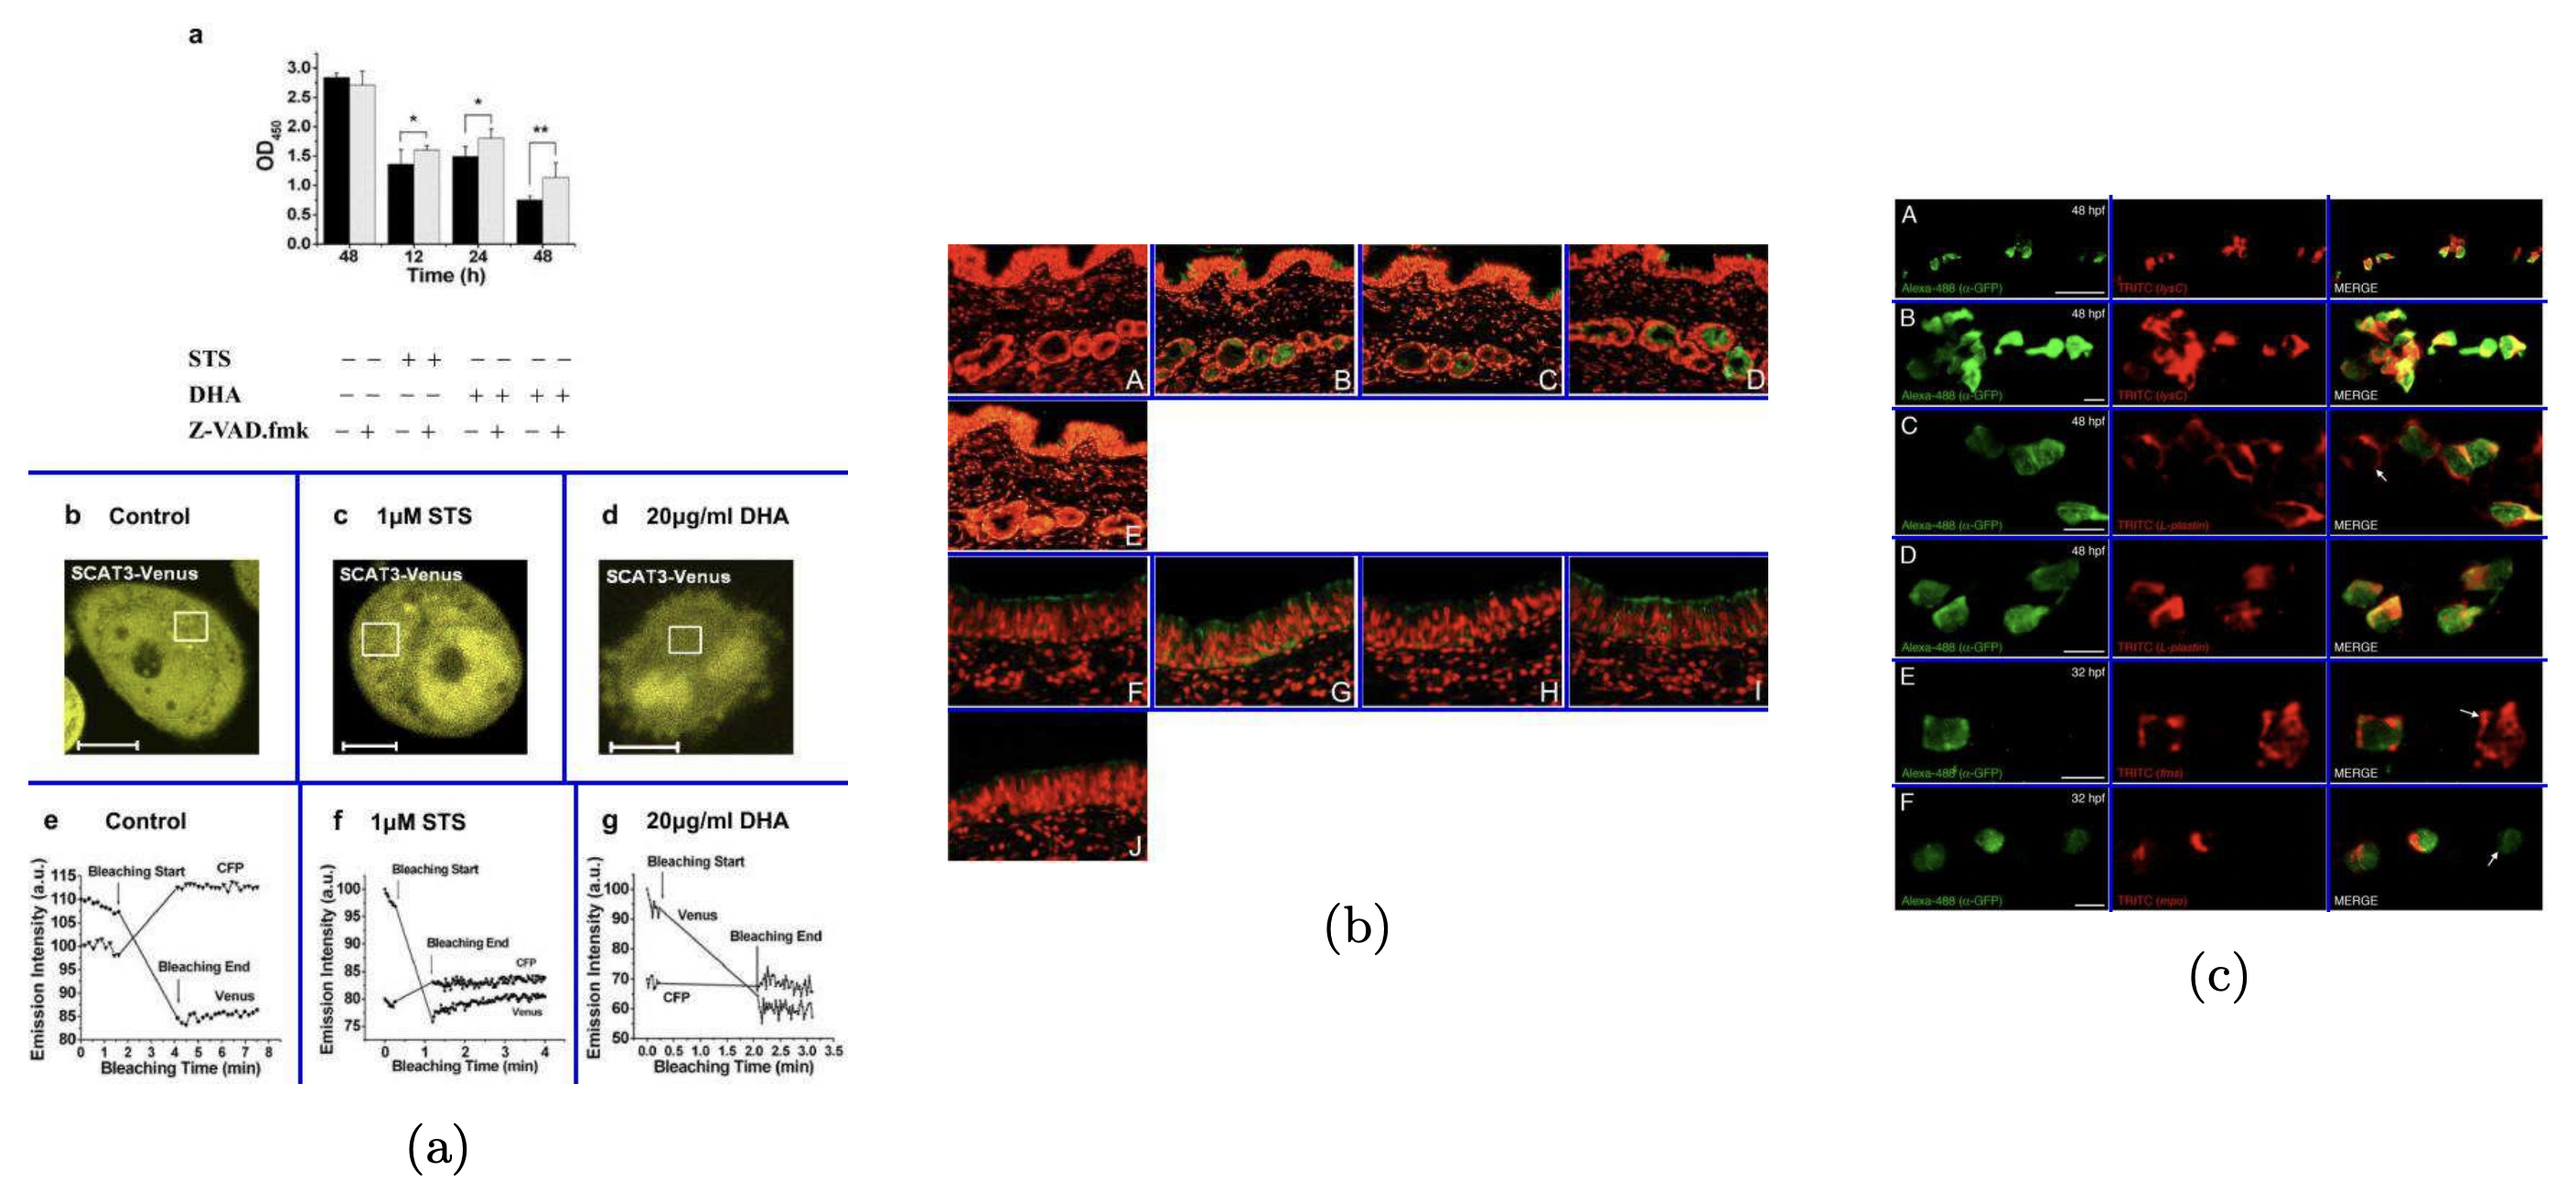 a
3.0
2.5
2.0
1.5
1.0
0.5
0.0
OD450
* * **
48 12 24 48
Time (h)
STS − − + + − − − −
DHA − − − − + + + +
Z-VAD.fmk − + − + − + − +
b Control
c 1μM STS
d 20μg/ml DHA
SCAT3-Venus
SCAT3-Venus
SCAT3-Venus
e Control
Emission Intensity (a.u.)
115
110
105
100
95
90
85
80
Bleaching Start
CFP
Bleaching End
Venus
0 1 2 3 4 5 6 7 8
Bleaching Time (min)
f 1μM STS
Emission Intensity (a.u.)
100
95
90
85
80
75
Bleaching Start
Bleaching End
CFP
Venus
0 1 2 3 4
Bleaching Time (min)
g 20μg/ml DHA
Emission Intensity (a.u.)
100
90
80
70
60
50
Bleaching Start
Venus
Bleaching End
CFP
0.0 0.5 1.0 1.5 2.0 2.5 3.0 3.5
Bleaching Time (min)
(a)
A B C D
E
F G H I
J
(b)
A 48 hpf
Alexa-488 (α-GFP) TRITC (lysC) MERGE
B 48 hpf
Alexa-488 (α-GFP) TRITC (lysC) MERGE
C 48 hpf
Alexa-488 (α-GFP) TRITC (L-plastin) MERGE
D 48 hpf
Alexa-488 (α-GFP) TRITC (L-plastin) MERGE
E 32 hpf
Alexa-488 (α-GFP) TRITC (fms) MERGE
F 32 hpf
Alexa-488 (α-GFP) TRITC (mpo) MERGE
(c)